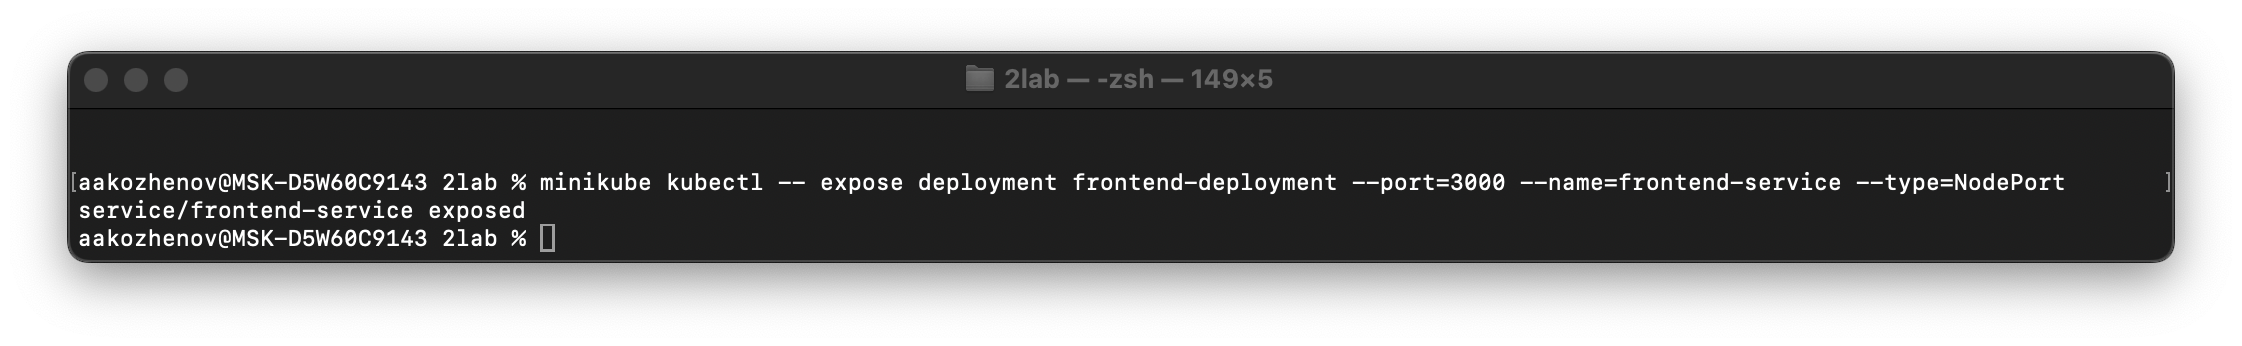 2lab — -zsh — 149×5
[aakozhenov@MSK-D5W60C9143 2lab % minikube kubectl -- expose deployment frontend-deployment --port=3000 --name=frontend-service --type=NodePort ]
service/frontend-service exposed
aakozhenov@MSK-D5W60C9143 2lab %